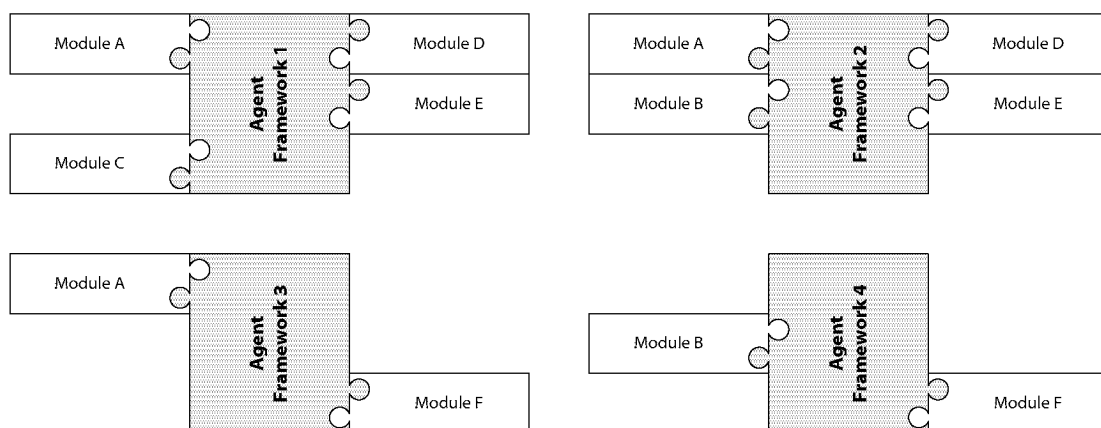 Module A
Module C
Agent
Framework 1
Module D
Module E
Module A
Module B
Agent
Framework 2
Module D
Module E
Module A
Agent
Framework 3
Module F
Module B
Agent
Framework 4
Module F